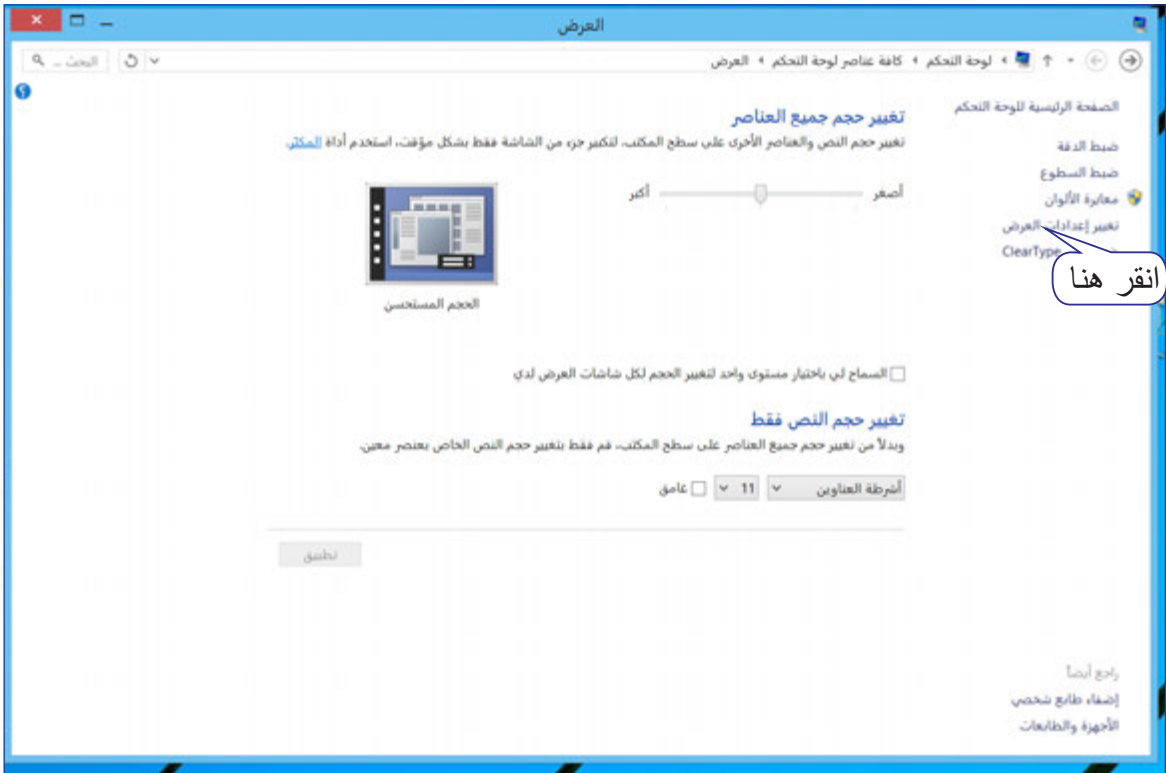 العرض
لوحة التحكم ‹ كافة عناصر لوحة التحكم ‹ العرض
البحث ...
الصفحة الرئيسية للوحة التحكم
ضبط الدقة
ضبط السطوع
معايرة الألوان
تغيير إعدادات العرض
ClearType
انقر هنا
تغيير حجم جميع العناصر
تغيير حجم النص والعناصر الأخرى على سطح المكتب. لتكبير جزء من الشاشة فقط بشكل مؤقت، استخدم أداة المكبّر.
أصغر
أكبر
الحجم المستحسن
السماح لي باختيار مستوى واحد لتغيير الحجم لكل شاشات العرض لدي
تغيير حجم النص فقط
وبدلاً من تغيير حجم جميع العناصر على سطح المكتب، قم فقط بتغيير حجم النص الخاص بعنصر معين.
أشرطة العناوين 11 غامق
تطبيق
راجع أيضاً
إضفاء طابع شخصي
الأجهزة والطابعات